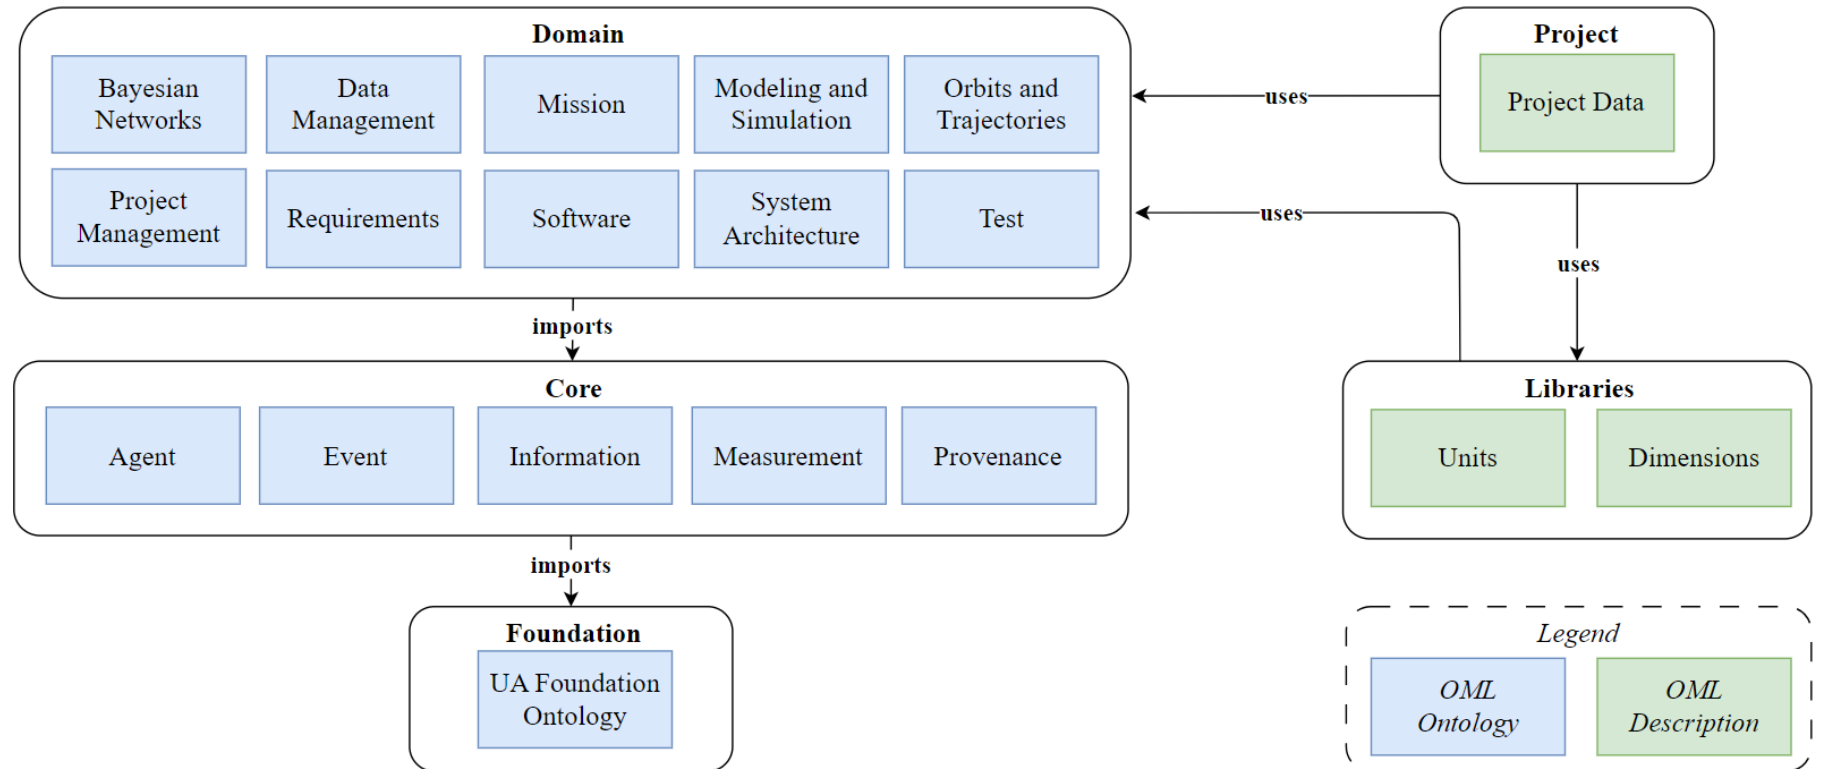 Domain
Bayesian
Networks
Data
Management
Mission
Modeling and
Simulation
Orbits and
Trajectories
Project
Management
Requirements
Software
System
Architecture
Test
uses
uses
Project
Project Data
uses
imports
Core
Agent
Event
Information
Measurement
Provenance
Libraries
Units
Dimensions
imports
Foundation
UA Foundation
Ontology
Legend
OML
Ontology
OML
Description